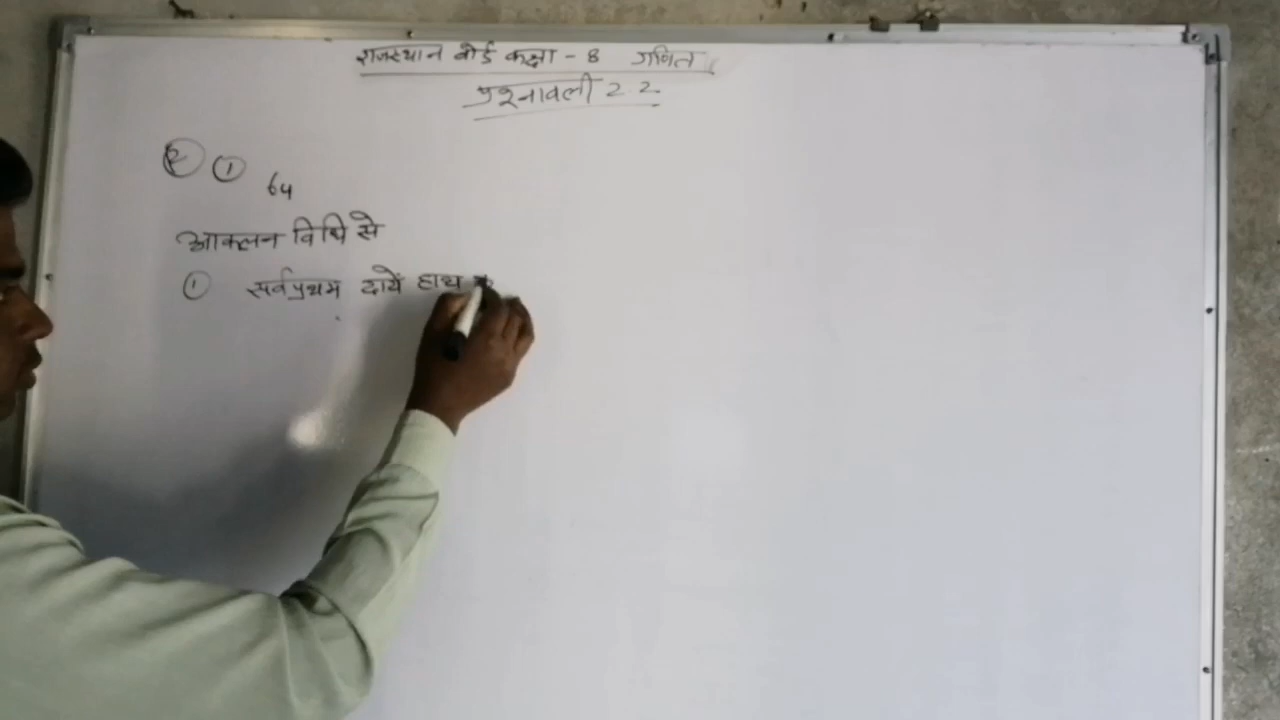 राजस्थान बोर्ड कक्षा - 8 गणित
प्रश्नावली 2.2
② ① 64
आकलन विधि से
① सर्वप्रथम दायें हाथ